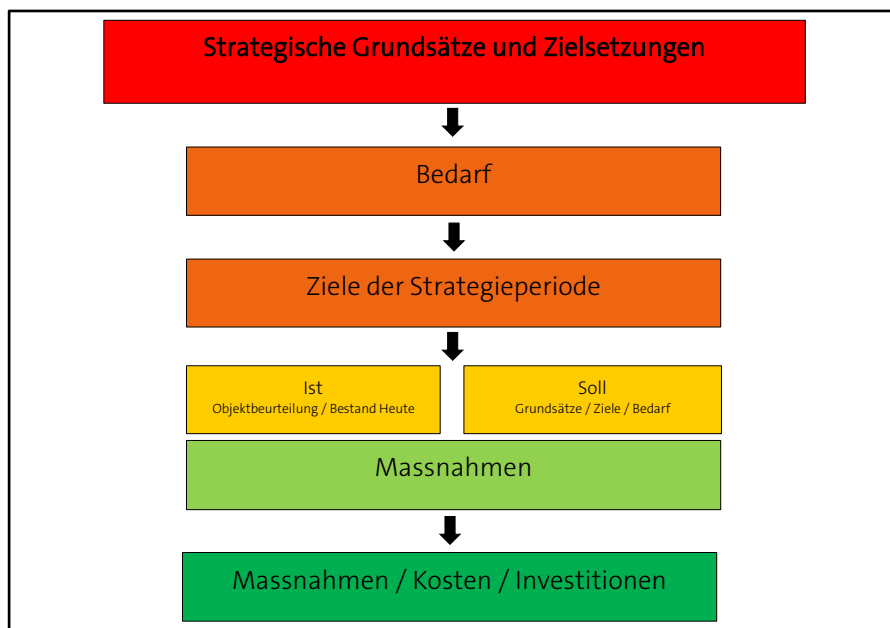 Strategische Grundsätze und Zielsetzungen
Bedarf
Ziele der Strategieperiode
Ist
Objektbeurteilung / Bestand Heute
Soll
Grundsätze / Ziele / Bedarf
Massnahmen
Massnahmen / Kosten / Investitionen